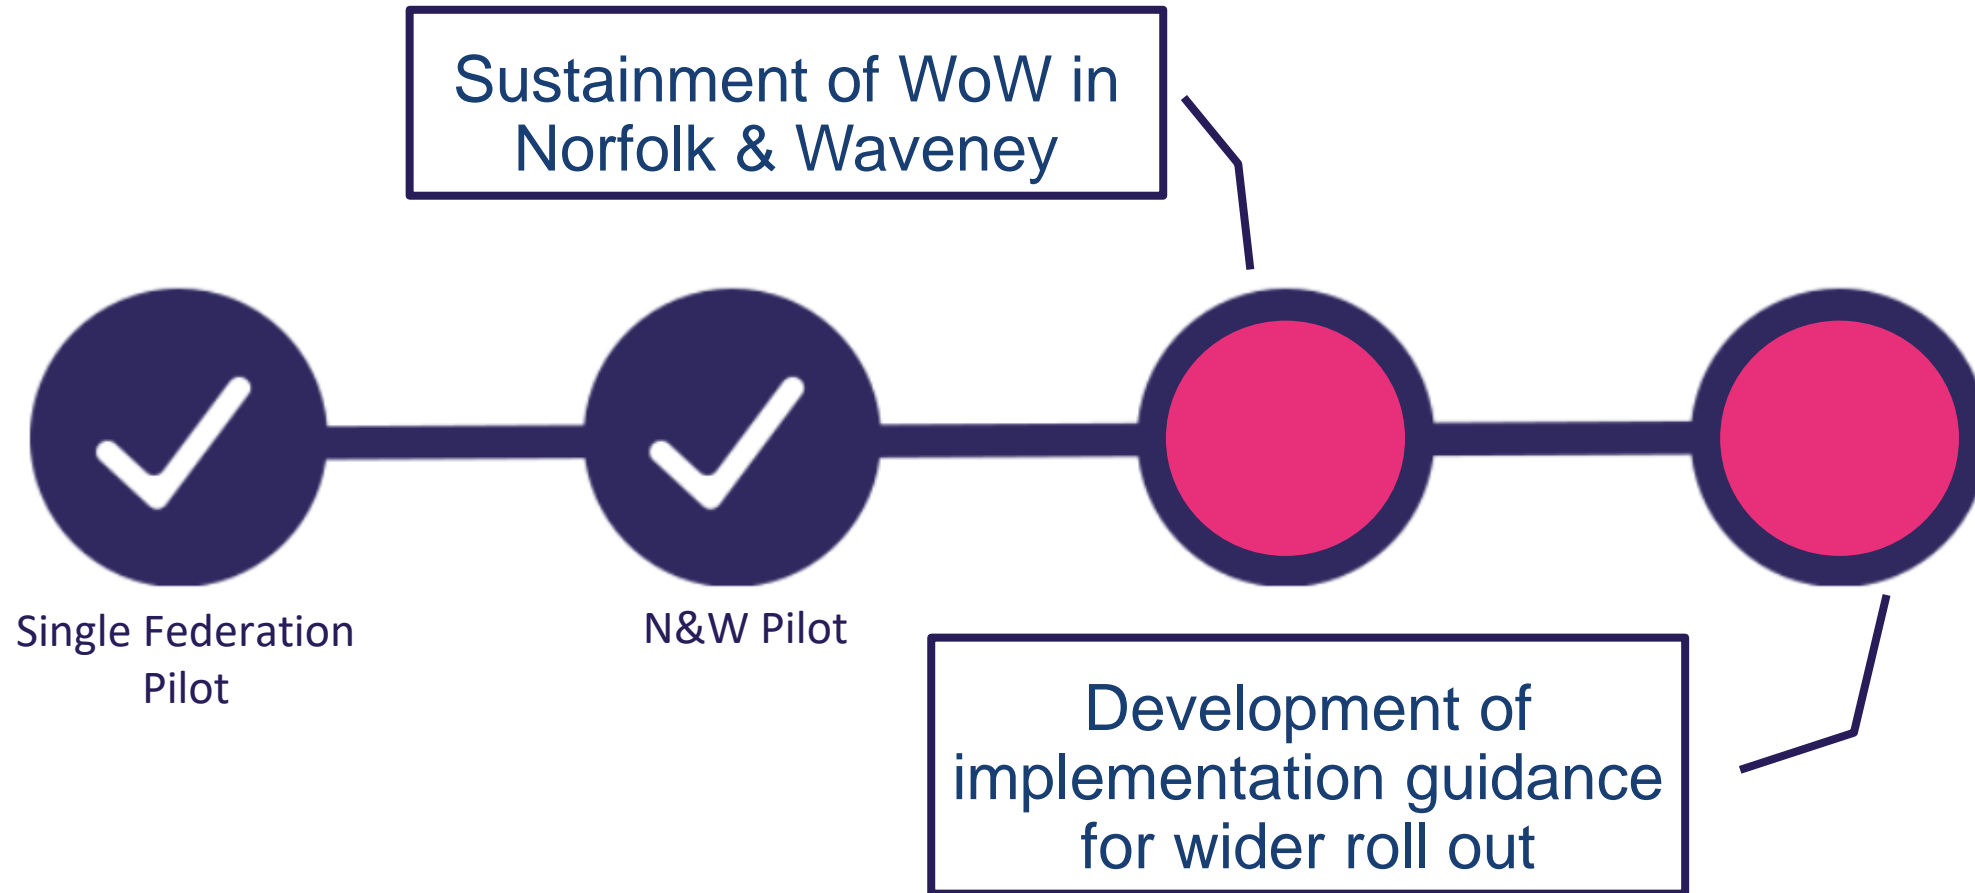 Sustainment of WoW in
Norfolk & Waveney
Single Federation
Pilot
N&W Pilot
Development of
implementation guidance
for wider roll out